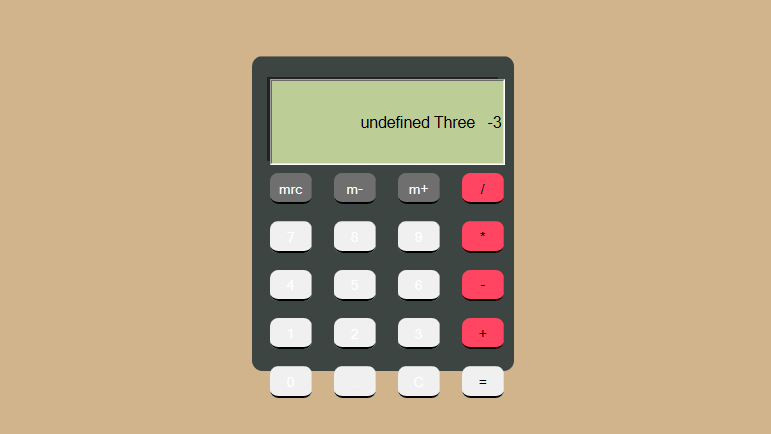 undefined Three -3
mrc m- m+ /
7 8 9 *
4 5 6 -
1 2 3 +
0 C =